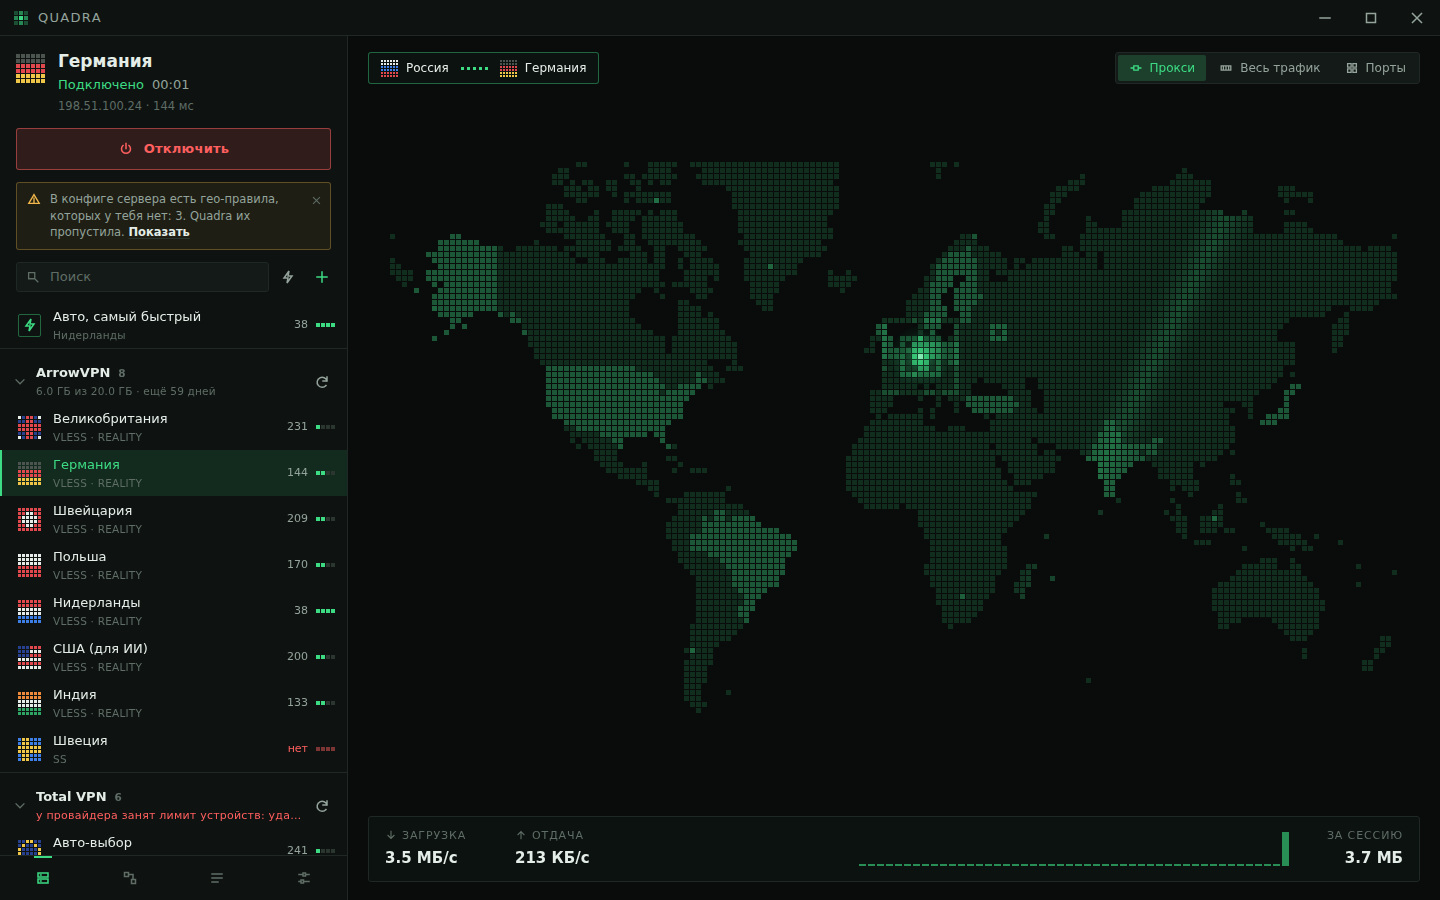 QUADRA
Германия
Подключено 00:01
198.51.100.24 · 144 мс
Отключить
В конфиге сервера есть гео-правила,
которых у тебя нет: 3. Quadra их
пропустила. Показать
Поиск
Авто, самый быстрый
38
Нидерланды
ArrowVPN 8
6.0 ГБ из 20.0 ГБ · ещё 59 дней
Великобритания
231
VLESS · REALITY
Германия
144
VLESS · REALITY
Швейцария
209
VLESS · REALITY
Польша
170
VLESS · REALITY
Нидерланды
38
VLESS · REALITY
США (для ИИ)
200
VLESS · REALITY
Индия
133
VLESS · REALITY
Швеция
нет
SS
Total VPN 6
у провайдера занят лимит устройств: уда...
Авто-выбор
241
Россия
Германия
Прокси
Весь трафик
Порты
ЗАГРУЗКА
3.5 МБ/с
ОТДАЧА
213 КБ/с
ЗА СЕССИЮ
3.7 МБ